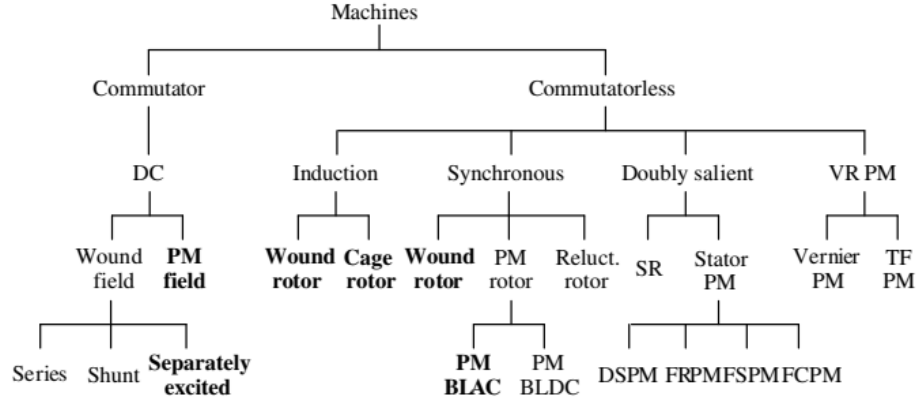 Machines
Commutator Commutatorless
DC Induction Synchronous Doubly salient VR PM
Wound field PM field Wound rotor Cage rotor Wound rotor PM rotor Reluct. rotor SR Stator PM Vernier PM TF PM
Series Shunt Separately excited PM BLAC PM BLDC DSPM FRPM FSPM FCPM